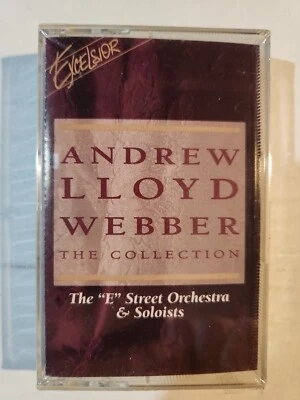 Excelsior
ANDREW
LLOYD
WEBBER
THE COLLECTION
The "E" Street Orchestra
& Soloists